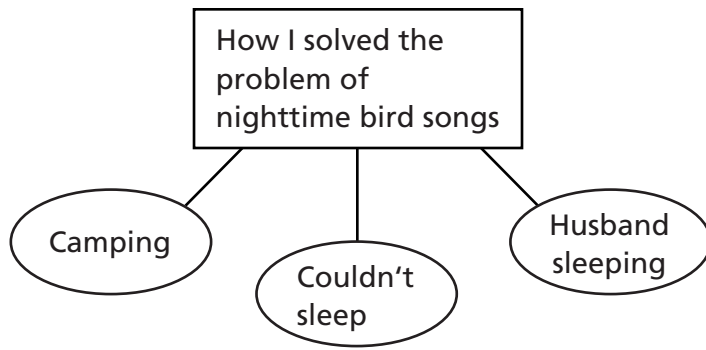 How I solved the
problem of
nighttime bird songs
Camping
Couldn‘t
sleep
Husband
sleeping